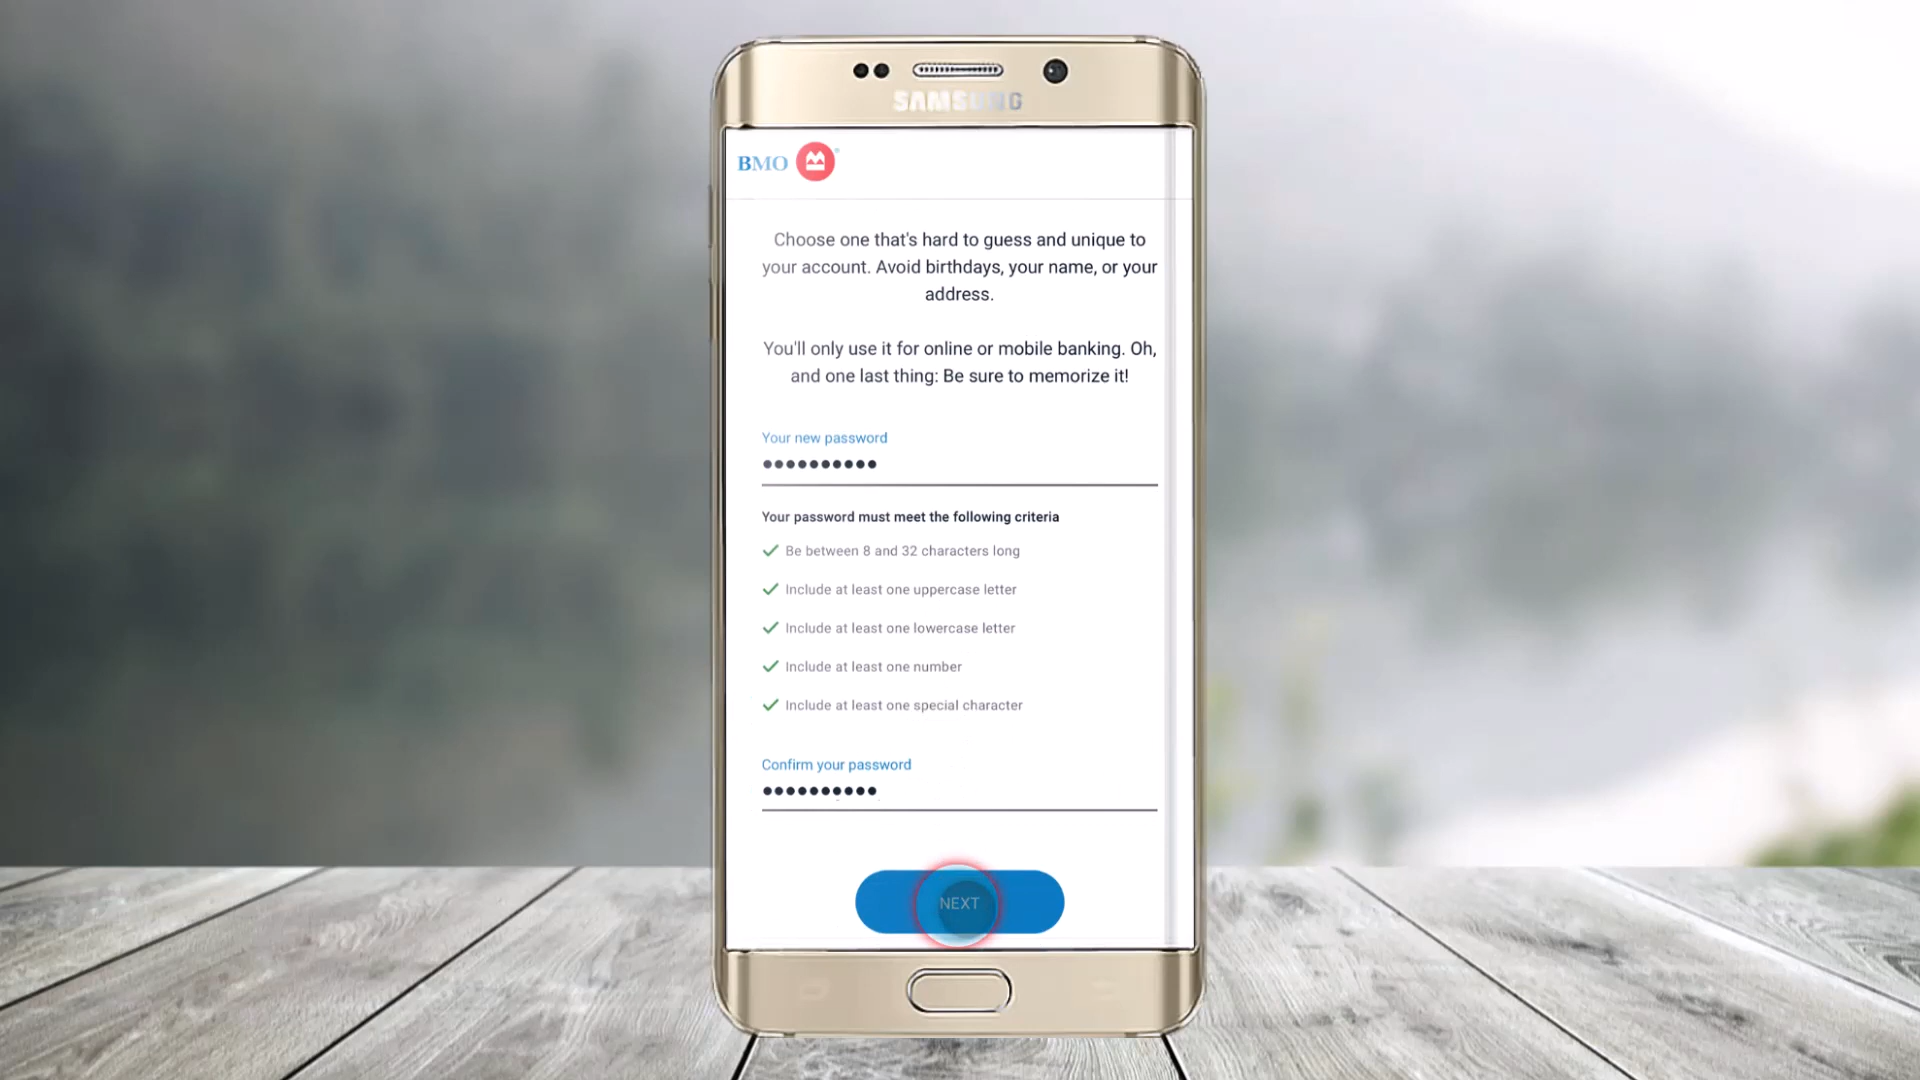 SAMSUNG
BMO
Choose one that's hard to guess and unique to
your account. Avoid birthdays, your name, or your
address.
You'll only use it for online or mobile banking. Oh,
and one last thing: Be sure to memorize it!
Your new password
●●●●●●●●●●
Your password must meet the following criteria
Be between 8 and 32 characters long
Include at least one uppercase letter
Include at least one lowercase letter
Include at least one number
Include at least one special character
Confirm your password
●●●●●●●●●●
NEXT